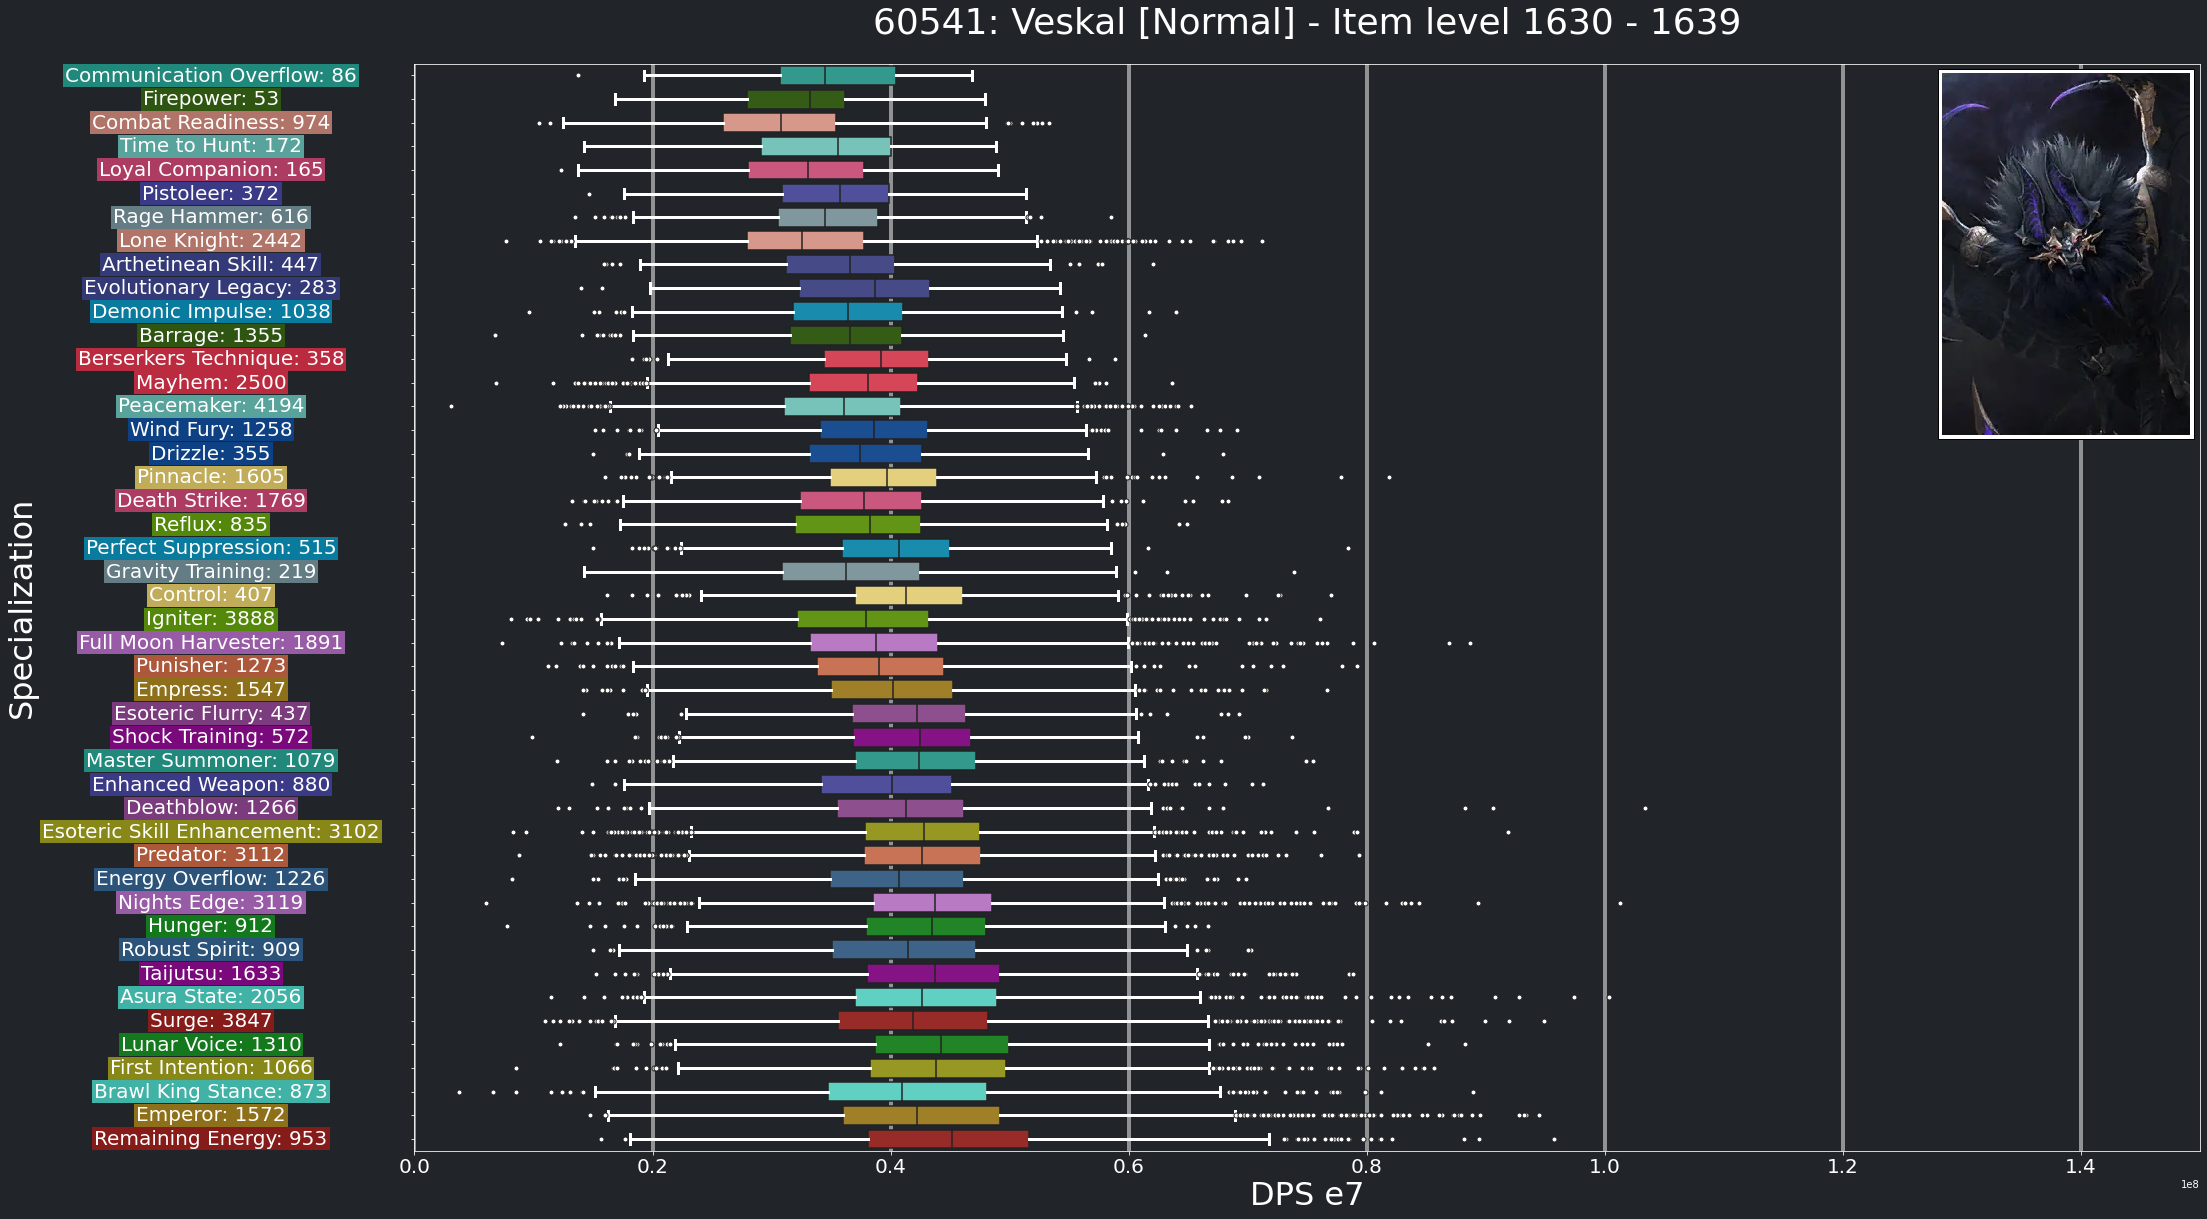 60541: Veskal [Normal] - Item level 1630 - 1639
Communication Overflow: 86
Firepower: 53
Combat Readiness: 974
Time to Hunt: 172
Loyal Companion: 165
Pistoleer: 372
Rage Hammer: 616
Lone Knight: 2442
Arthetinean Skill: 447
Evolutionary Legacy: 283
Demonic Impulse: 1038
Barrage: 1355
Berserkers Technique: 358
Mayhem: 2500
Peacemaker: 4194
Wind Fury: 1258
Drizzle: 355
Pinnacle: 1605
Death Strike: 1769
Reflux: 835
Perfect Suppression: 515
Gravity Training: 219
Control: 407
Igniter: 3888
Full Moon Harvester: 1891
Punisher: 1273
Empress: 1547
Esoteric Flurry: 437
Shock Training: 572
Master Summoner: 1079
Enhanced Weapon: 880
Deathblow: 1266
Esoteric Skill Enhancement: 3102
Predator: 3112
Energy Overflow: 1226
Nights Edge: 3119
Hunger: 912
Robust Spirit: 909
Taijutsu: 1633
Asura State: 2056
Surge: 3847
Lunar Voice: 1310
First Intention: 1066
Brawl King Stance: 873
Emperor: 1572
Remaining Energy: 953
Specialization
0.0 0.2 0.4 0.6 0.8 1.0 1.2 1.4
1e8
DPS e7